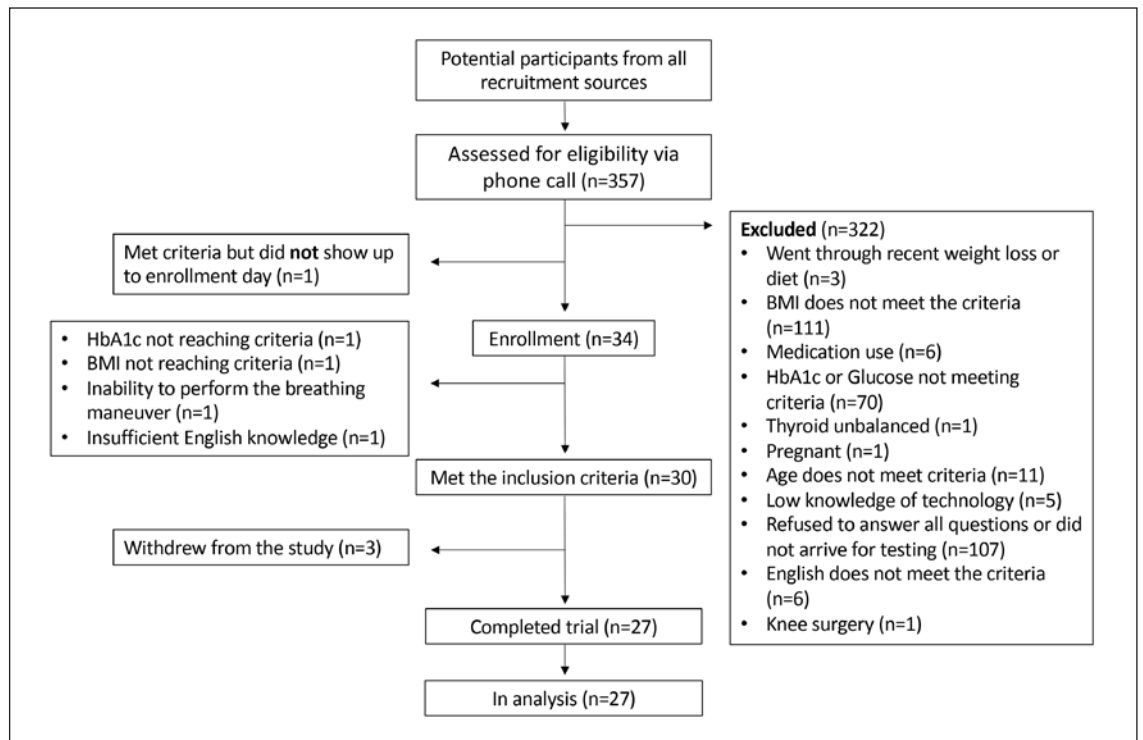 Potential participants from all
recruitment sources
Assessed for eligibility via
phone call (n=357)
Excluded (n=322)
• Went through recent weight loss or
diet (n=3)
• BMI does not meet the criteria
(n=111)
• Medication use (n=6)
• HbA1c or Glucose not meeting
criteria (n=70)
• Thyroid unbalanced (n=1)
• Pregnant (n=1)
• Age does not meet criteria (n=11)
• Low knowledge of technology (n=5)
• Refused to answer all questions or did
not arrive for testing (n=107)
• English does not meet the criteria
(n=6)
• Knee surgery (n=1)
Met criteria but did not show up
to enrollment day (n=1)
Enrollment (n=34)
• HbA1c not reaching criteria (n=1)
• BMI not reaching criteria (n=1)
• Inability to perform the breathing
maneuver (n=1)
• Insufficient English knowledge (n=1)
Met the inclusion criteria (n=30)
Withdrew from the study (n=3)
Completed trial (n=27)
In analysis (n=27)